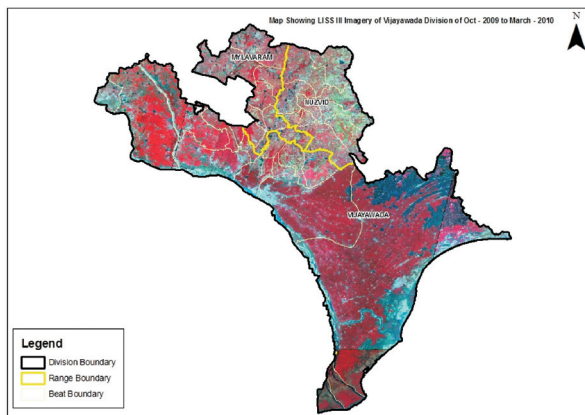 Map Showing LISS III Imagery of Vijayawada Division of Oct - 2009 to March - 2010
N
MYLAVARAM
NUZVID
VIJAYAWADA
Legend
Division Boundary
Range Boundary
Beat Boundary